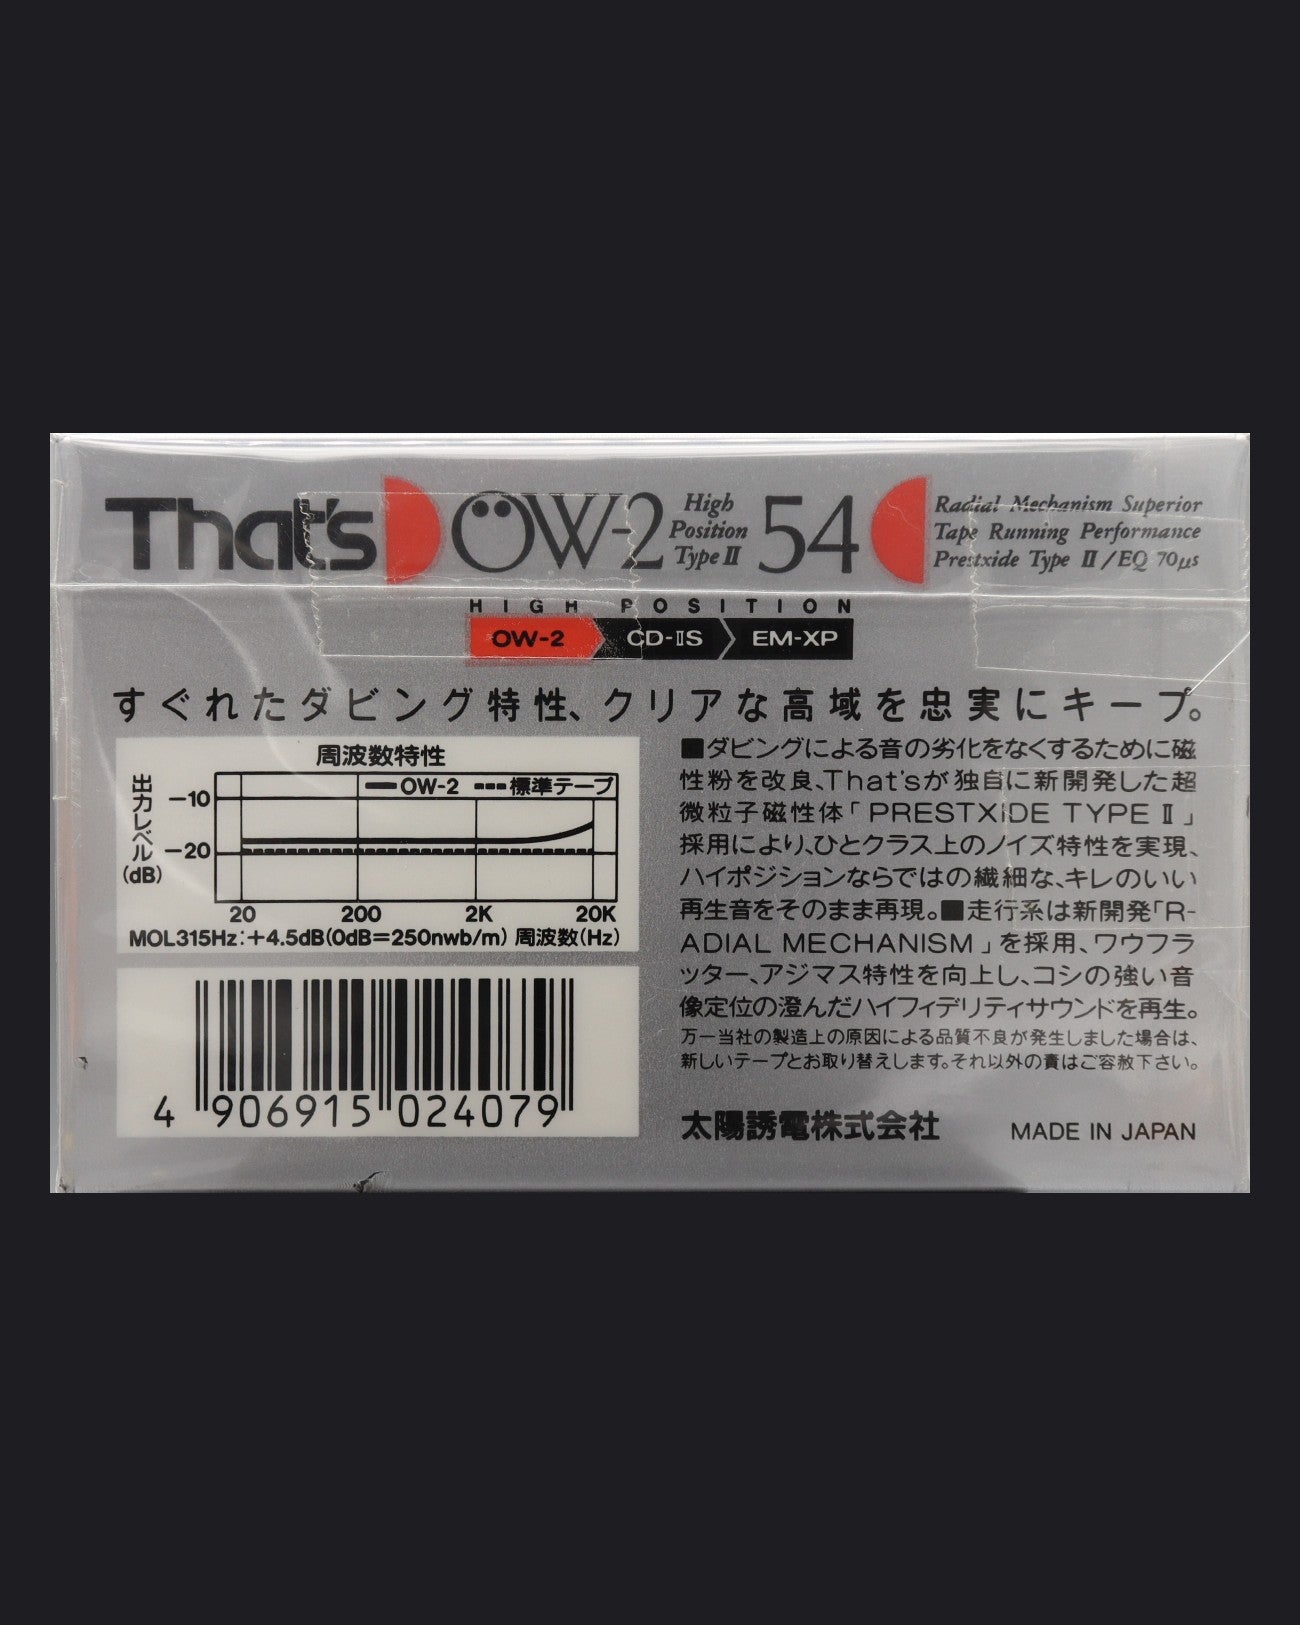 That's ÖW-2 High Position Type II 54
Radial Mechanism Superior
Tape Running Performance
Prestxide Type II/EQ 70µs
HIGH POSITION
OW-2 CD-IIS EM-XP
すぐれたダビング特性、クリアな高域を忠実にキープ。
周波数特性
出力レベル(dB)
OW-2 標準テープ
-10
-20
20 200 2K 20K
MOL315Hz:+4.5dB(0dB=250nwb/m) 周波数(Hz)
■ダビングによる音の劣化をなくするために磁
性粉を改良、That'sが独自に新開発した超
微粒子磁性体「PRESTXIDE TYPE II」
採用により、ひとクラス上のノイズ特性を実現、
ハイポジションならではの繊細な、キレのいい
再生音をそのまま再現。■走行系は新開発「R-
ADIAL MECHANISM」を採用、ワウフラ
ッター、アジマス特性を向上し、コシの強い音
像定位の澄んだハイフィデリティサウンドを再生。
万一当社の製造上の原因による品質不良が発生しました場合は、
新しいテープとお取り替えします。それ以外の責はご容赦下さい。
4 906915 024079
太陽誘電株式会社 MADE IN JAPAN